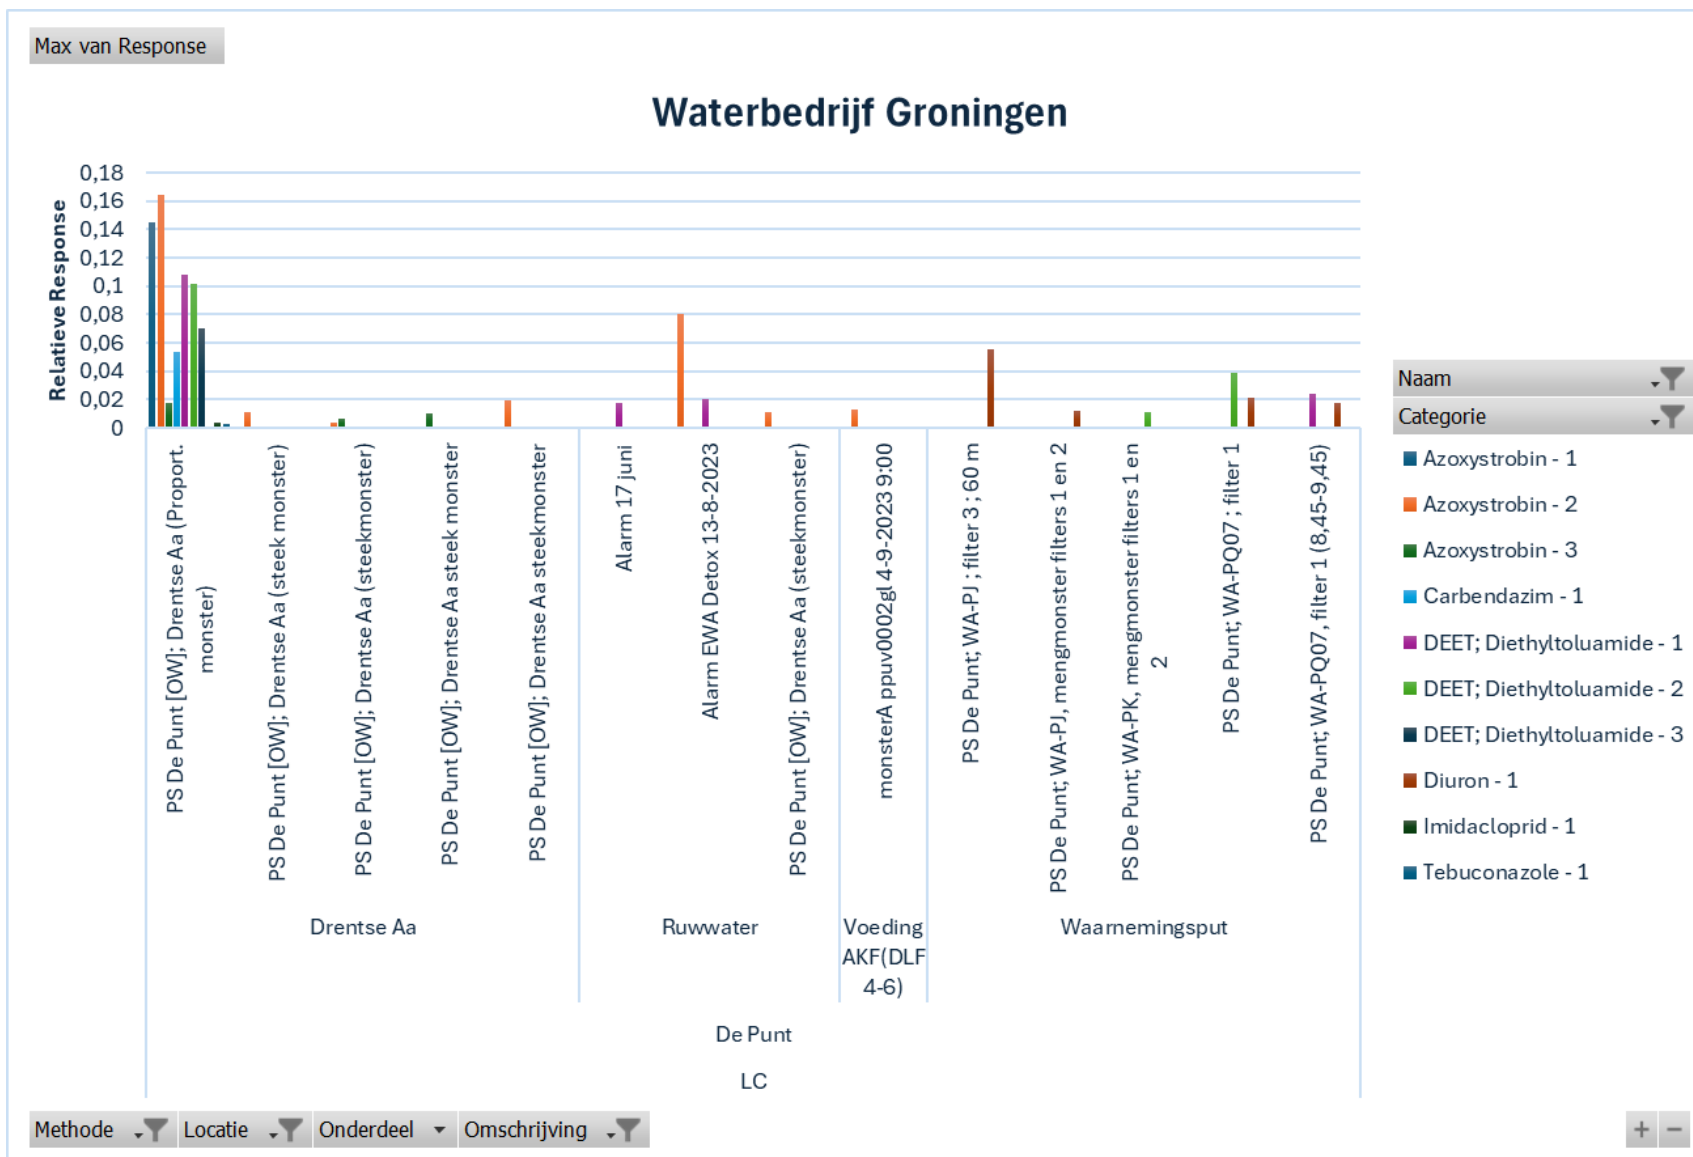 Max van Response
Waterbedrijf Groningen
Relatieve Response
0,18
0,16
0,14
0,12
0,1
0,08
0,06
0,04
0,02
0
PS De Punt [OW]; Drentse Aa (Proport.
monster)
PS De Punt [OW]; Drentse Aa (steek monster)
PS De Punt [OW]; Drentse Aa (steekmonster)
PS De Punt [OW]; Drentse Aa steek monster
PS De Punt [OW]; Drentse Aa steekmonster
Alarm 17 juni
Alarm EWA Detox 13-8-2023
PS De Punt [OW]; Drentse Aa (steekmonster)
monsterA ppuv0002gl 4-9-2023 9:00
PS De Punt; WA-PJ ; filter 3 ; 60 m
PS De Punt; WA-PJ, mengmonster filters 1 en 2
PS De Punt; WA-PK, mengmonster filters 1 en
2
PS De Punt; WA-PQ07 ; filter 1
PS De Punt; WA-PQ07, filter 1 (8,45-9,45)
Drentse Aa
Ruwwater
Voeding
AKF(DLF
4-6)
Waarnemingsput
De Punt
LC
Naam
Categorie
Azoxystrobin - 1
Azoxystrobin - 2
Azoxystrobin - 3
Carbendazim - 1
DEET; Diethyltoluamide - 1
DEET; Diethyltoluamide - 2
DEET; Diethyltoluamide - 3
Diuron - 1
Imidacloprid - 1
Tebuconazole - 1
Methode
Locatie
Onderdeel
Omschrijving
+ −